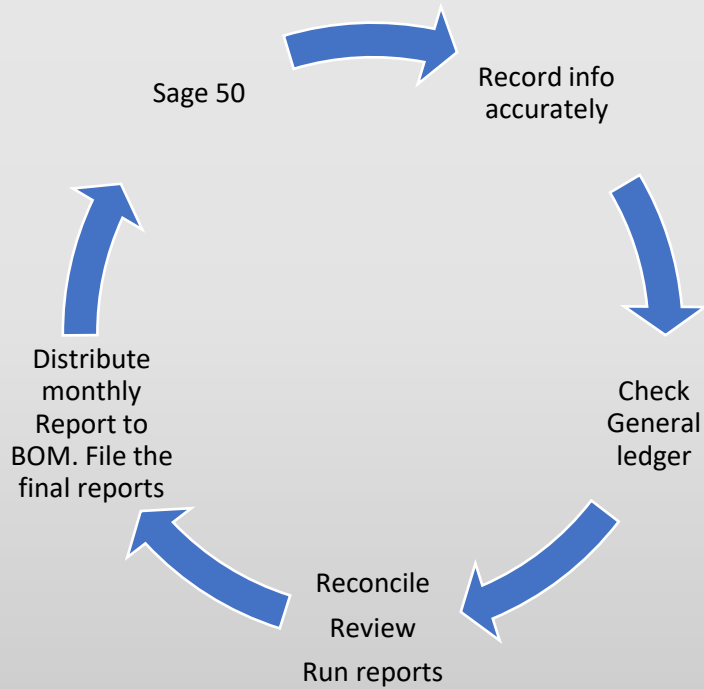 Sage 50
Record info
accurately
Check
General
ledger
Reconcile
Review
Run reports
Distribute
monthly
Report to
BOM. File the
final reports